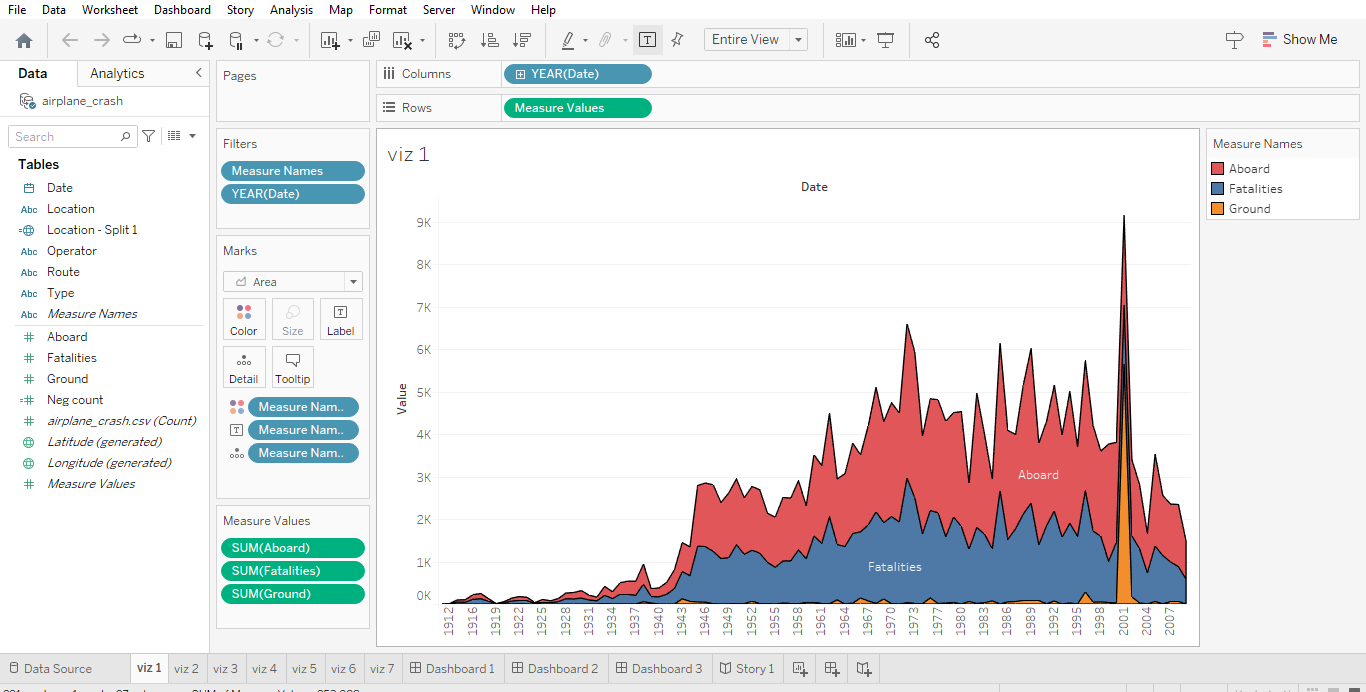 File Data Worksheet Dashboard Story Analysis Map Format Server Window Help
Entire View
Show Me
Data Analytics
airplane_crash
Search
Tables
Date
Abc Location
Location - Split 1
Abc Operator
Abc Route
Abc Type
Abc Measure Names
Aboard
Fatalities
Ground
Neg count
airplane_crash.csv (Count)
Latitude (generated)
Longitude (generated)
Measure Values
Pages
Filters
Measure Names
YEAR(Date)
Marks
Area
Color Size Label
Detail Tooltip
Measure Nam..
Measure Nam..
Measure Nam..
Measure Values
SUM(Aboard)
SUM(Fatalities)
SUM(Ground)
Columns YEAR(Date)
Rows Measure Values
viz 1
Date
Value
9K
8K
7K
6K
5K
4K
3K
2K
1K
0K
Aboard
Fatalities
1912 1916 1919 1922 1925 1928 1931 1934 1937 1940 1943 1946 1949 1952 1955 1958 1961 1964 1967 1970 1973 1977 1980 1983 1986 1989 1992 1995 1998 2001 2004 2007
Measure Names
Aboard
Fatalities
Ground
Data Source viz 1 viz 2 viz 3 viz 4 viz 5 viz 6 viz 7 Dashboard 1 Dashboard 2 Dashboard 3 Story 1